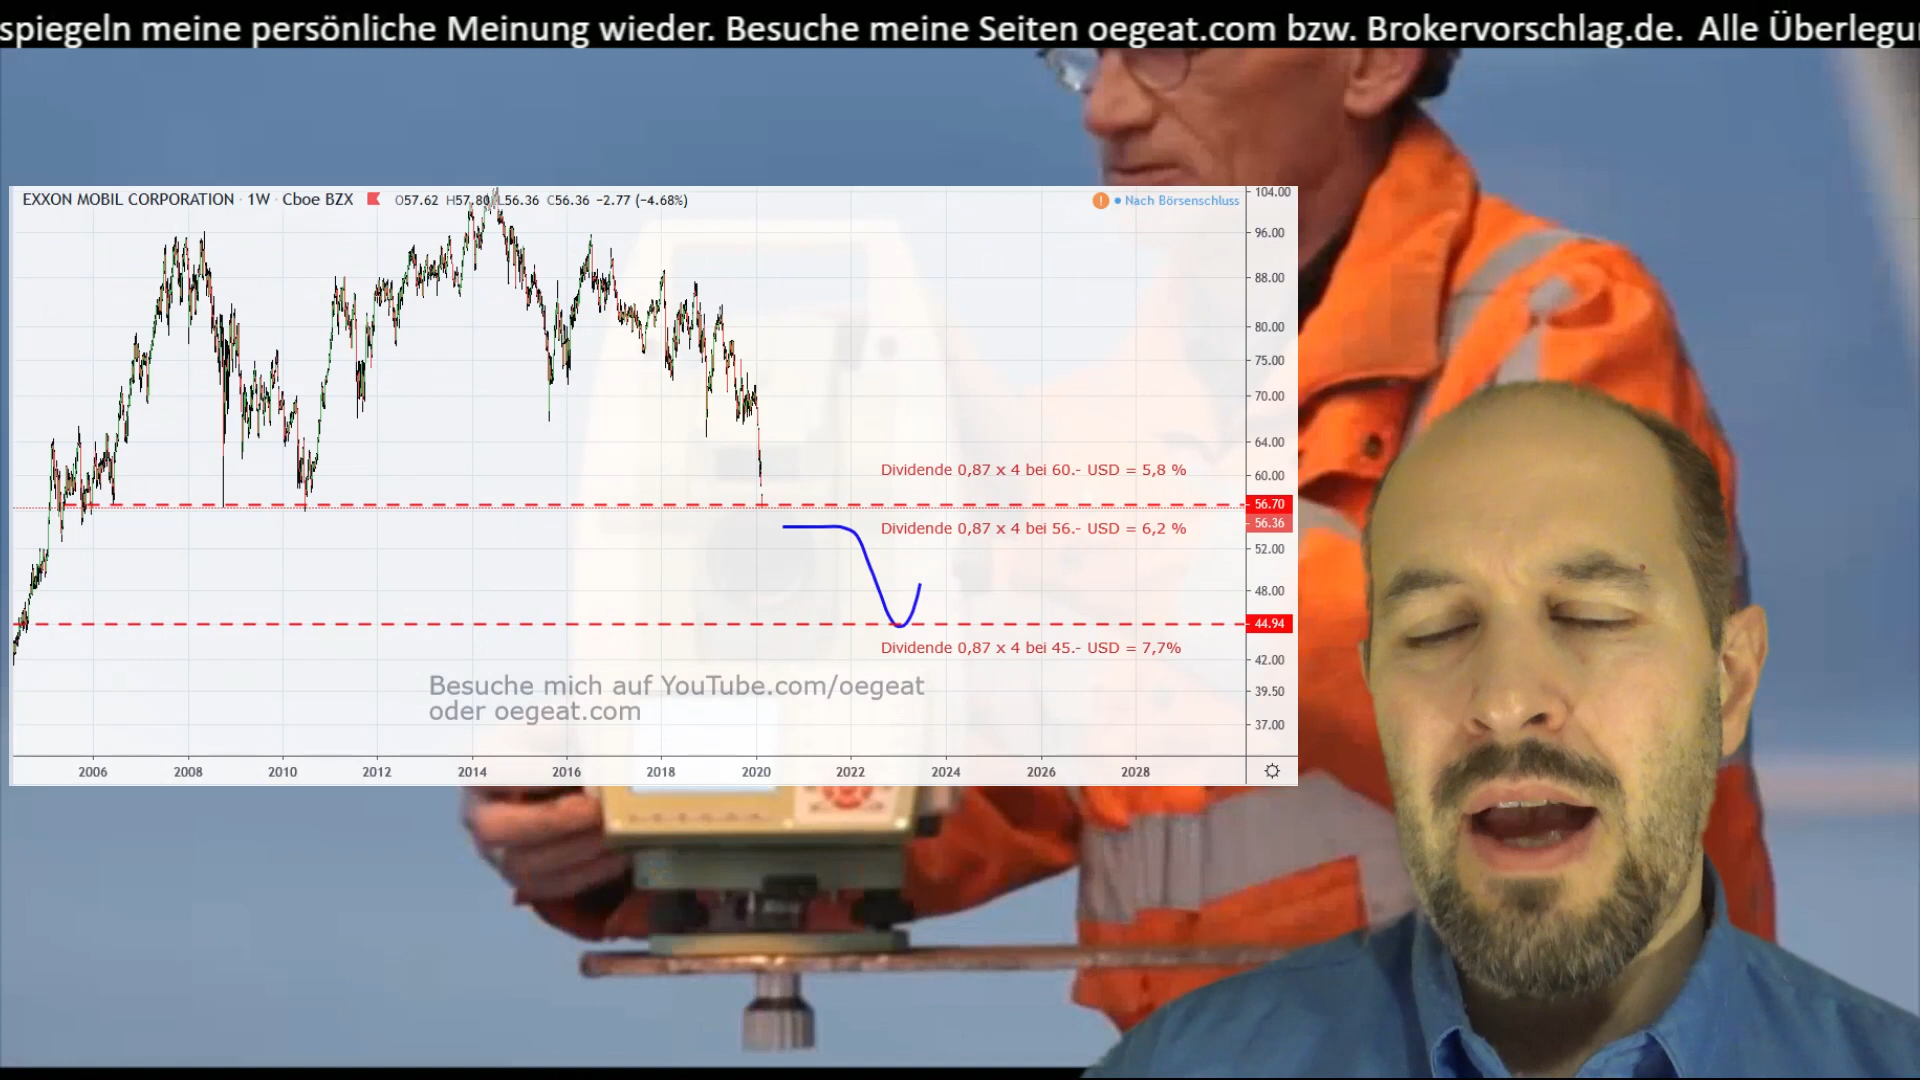 spiegeln meine persönliche Meinung wieder. Besuche meine Seiten oegeat.com bzw. Brokervorschlag.de. Alle
EXXON MOBIL CORPORATION · 1W · Cboe BZX O57.62 H57.80 L56.36 C56.36 −2.77 (−4.68%)
Nach Börsenschluss
104.00
96.00
88.00
80.00
75.00
70.00
64.00
Dividende 0,87 x 4 bei 60.- USD = 5,8 %
60.00
56.70
56.36
Dividende 0,87 x 4 bei 56.- USD = 6,2 %
52.00
48.00
44.94
Dividende 0,87 x 4 bei 45.- USD = 7,7%
42.00
Besuche mich auf YouTube.com/oegeat
oder oegeat.com
39.50
37.00
2006 2008 2010 2012 2014 2016 2018 2020 2022 2024 2026 2028